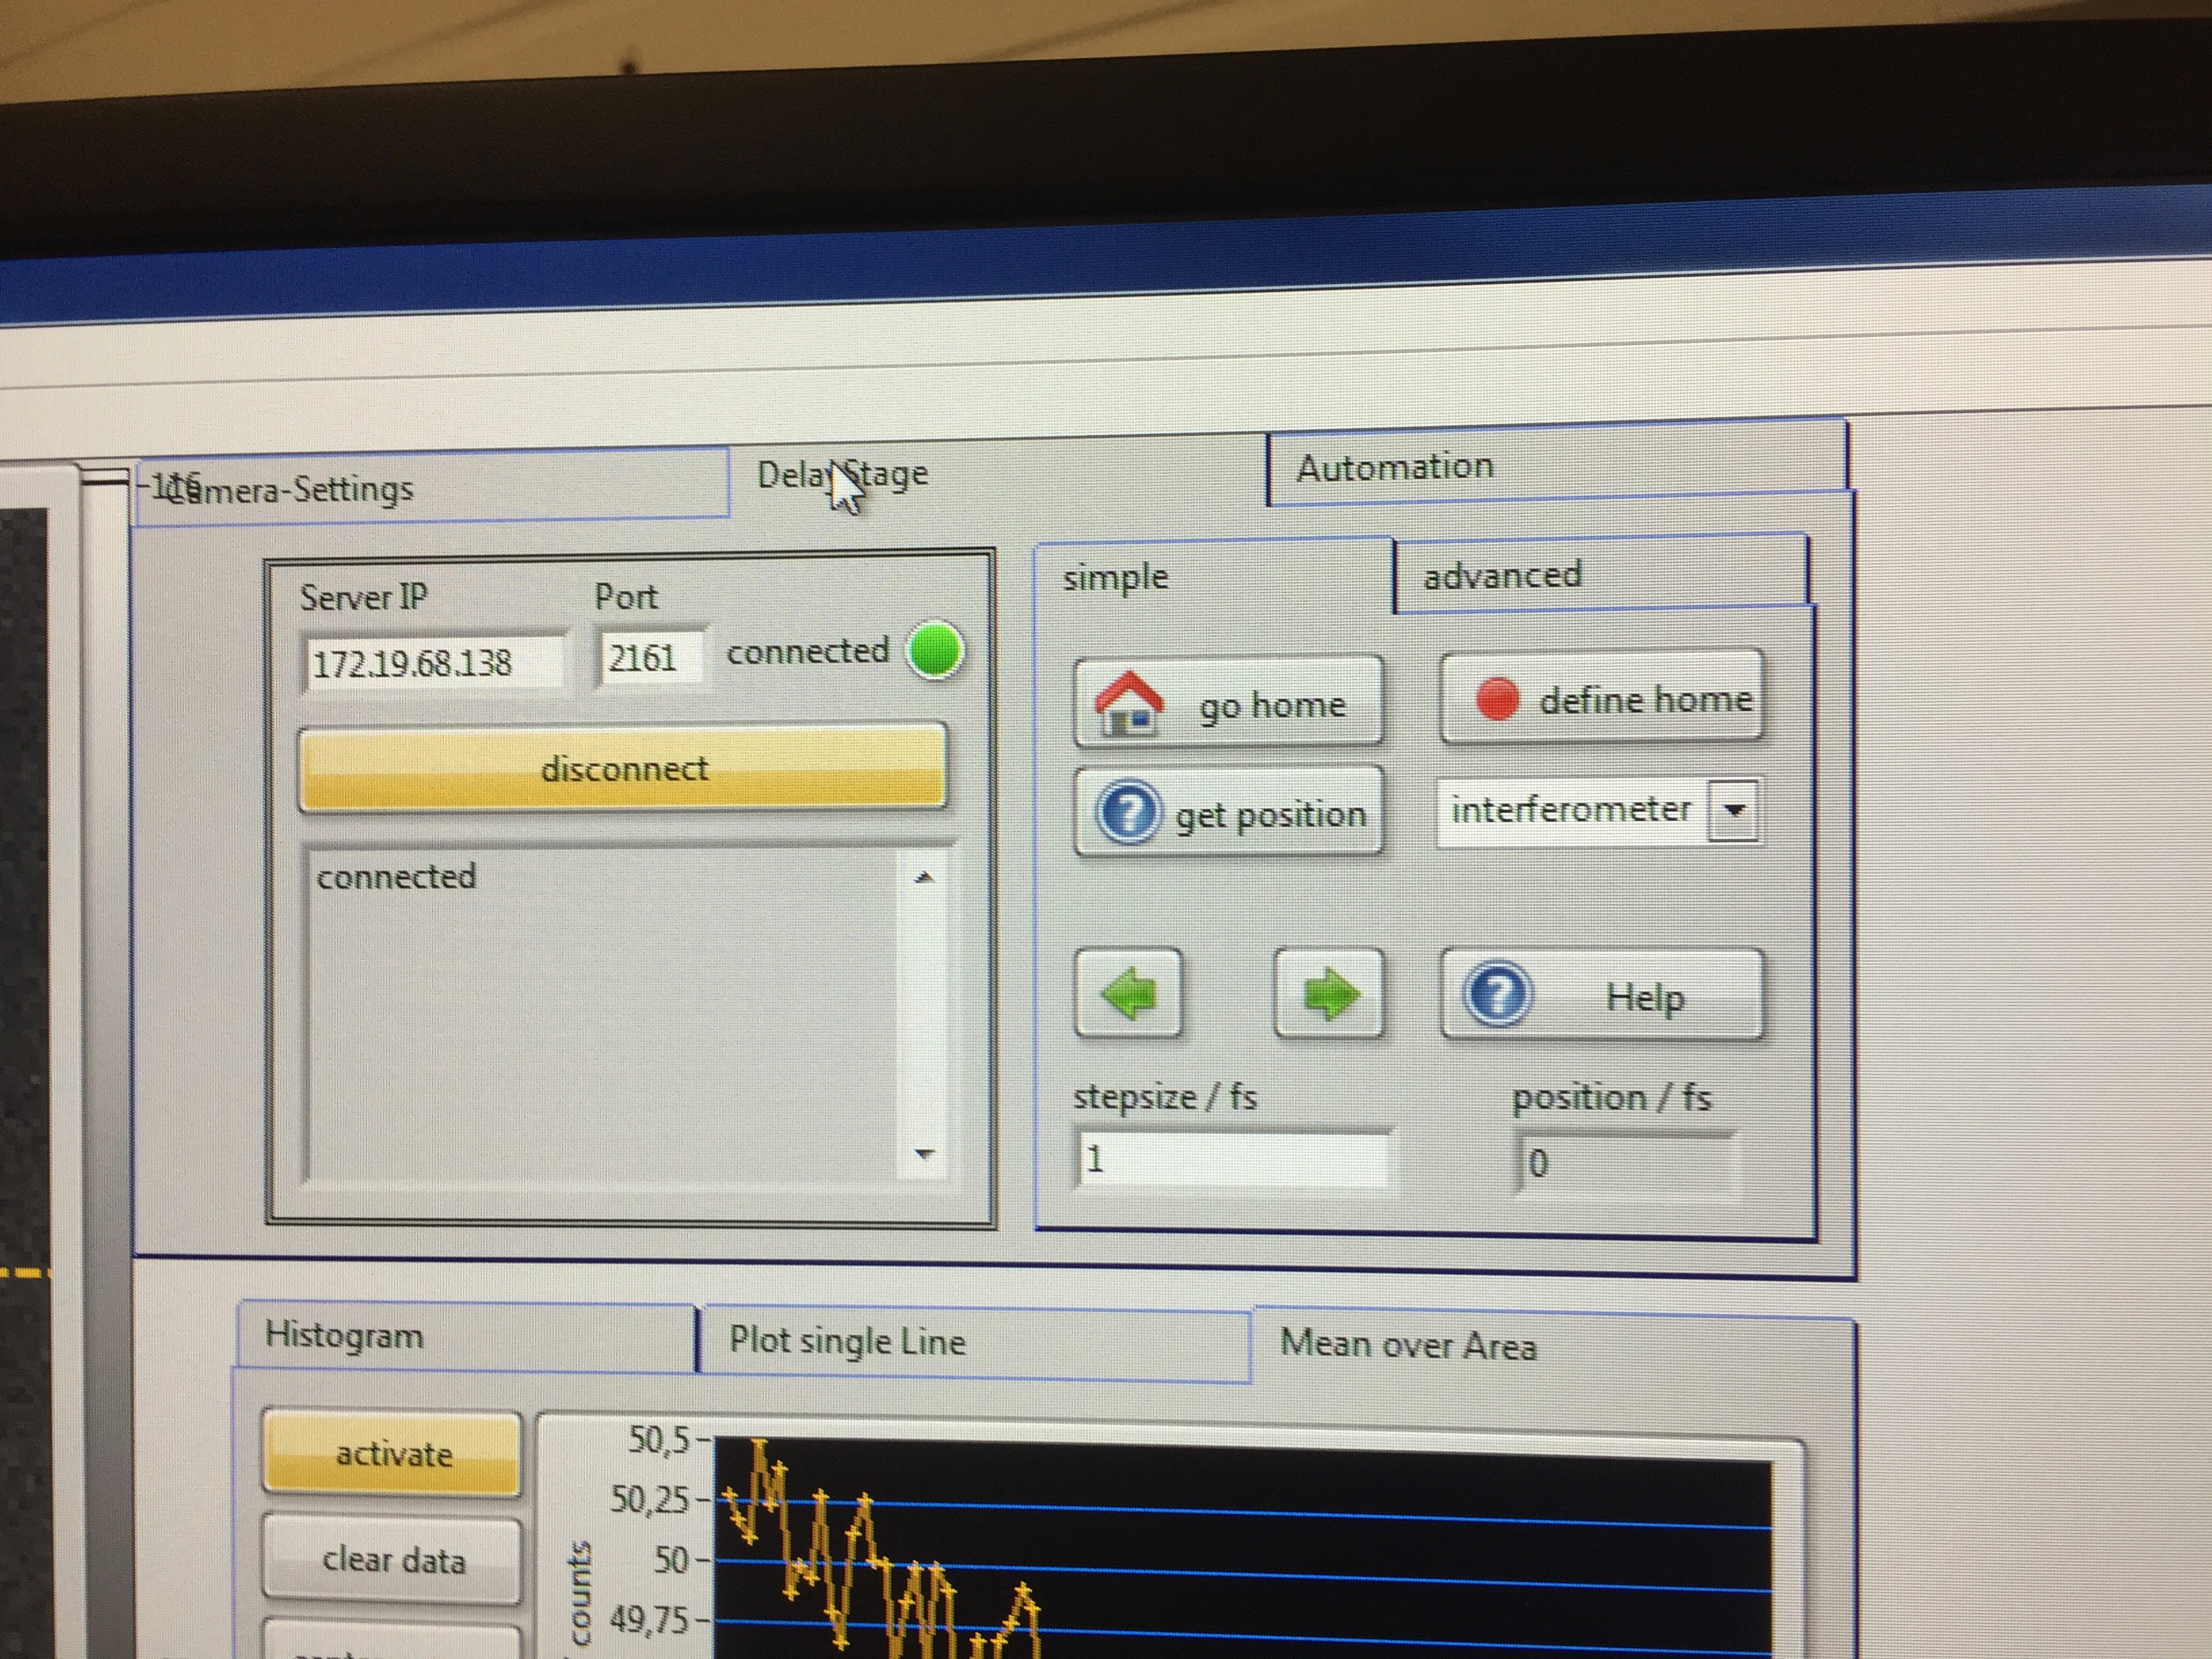 -116
Camera-Settings
Delay Stage
Automation
Server IP
Port
172.19.68.138
2161
connected
disconnect
connected
simple
advanced
go home
define home
get position
interferometer
Help
stepsize / fs
position / fs
1
0
Histogram
Plot single Line
Mean over Area
activate
clear data
50,5
50,25
50
49,75
counts